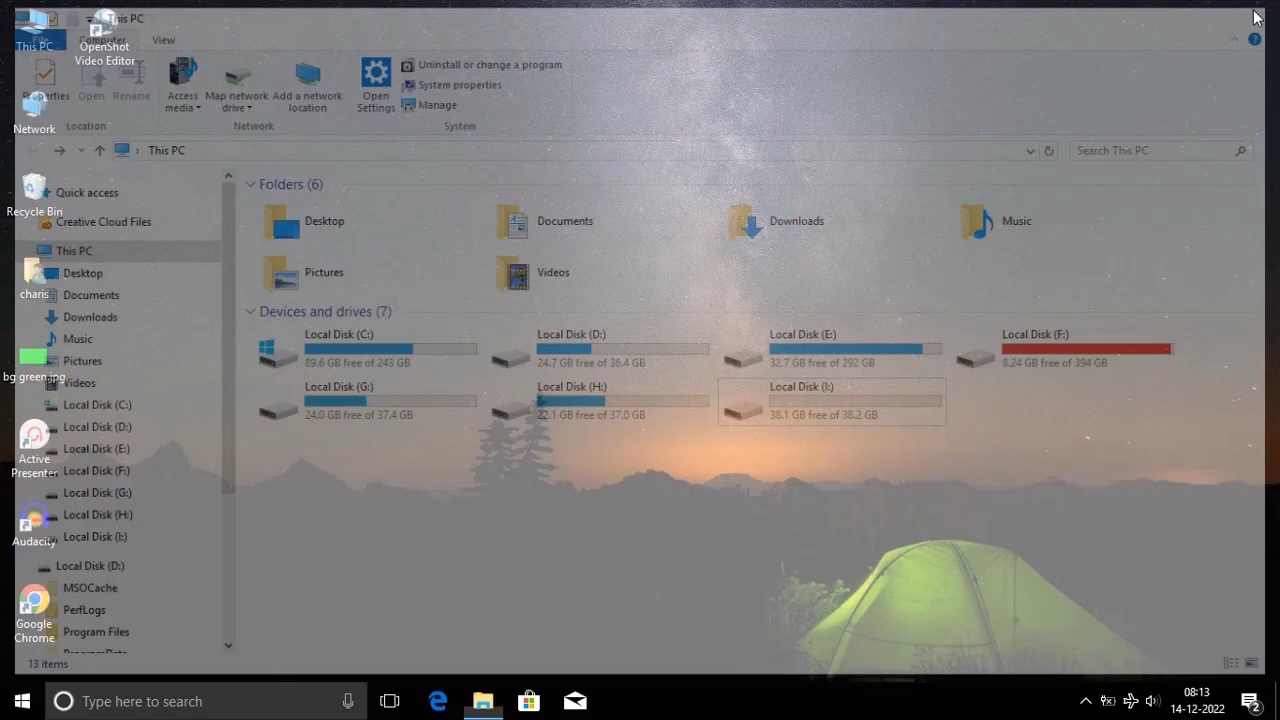 This PC
File
Computer
View
Properties
Open
Rename
Access media
Map network drive
Add a network location
Open Settings
Uninstall or change a program
System properties
Manage
Location
Network
System
This PC
Search This PC
This PC
OpenShot Video Editor
Network
Recycle Bin
charis
bg green.jpg
Active Presenter
Audacity
Google Chrome
Quick access
Creative Cloud Files
This PC
Desktop
Documents
Downloads
Music
Pictures
Videos
Local Disk (C:)
Local Disk (D:)
Local Disk (E:)
Local Disk (F:)
Local Disk (G:)
Local Disk (H:)
Local Disk (I:)
Local Disk (D:)
MSOCache
PerfLogs
Program Files
ProgramData
Folders (6)
Desktop
Documents
Downloads
Music
Pictures
Videos
Devices and drives (7)
Local Disk (C:)
89.6 GB free of 243 GB
Local Disk (D:)
24.7 GB free of 36.4 GB
Local Disk (E:)
32.7 GB free of 292 GB
Local Disk (F:)
8.24 GB free of 394 GB
Local Disk (G:)
24.0 GB free of 37.4 GB
Local Disk (H:)
22.1 GB free of 37.0 GB
Local Disk (I:)
38.1 GB free of 38.2 GB
13 items
Type here to search
08:13
14-12-2022
2